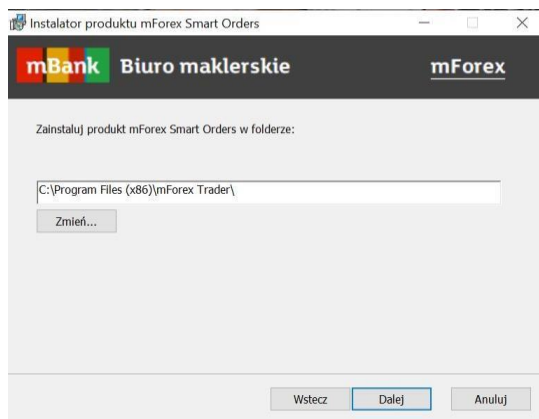 Instalator produktu mForex Smart Orders
mBank Biuro maklerskie mForex
Zainstaluj produkt mForex Smart Orders w folderze:
C:\Program Files (x86)\mForex Trader\
Zmień...
Wstecz Dalej Anuluj